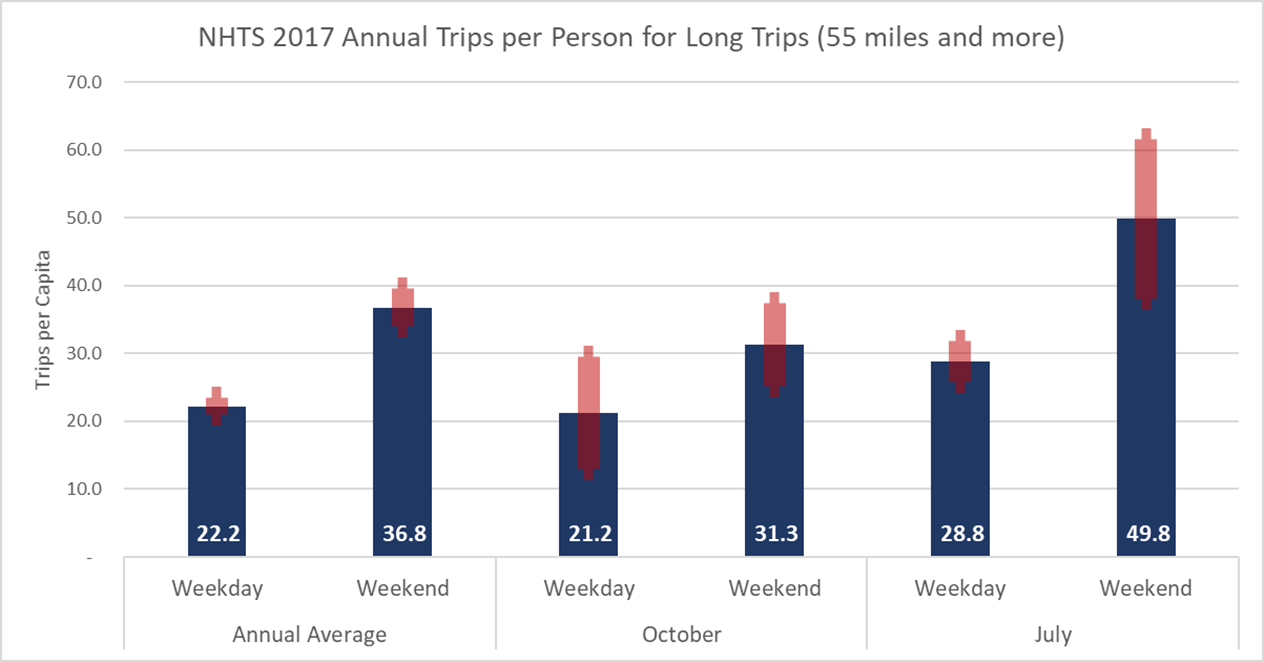 NHTS 2017 Annual Trips per Person for Long Trips (55 miles and more)
70.0
60.0
50.0
40.0
30.0
20.0
10.0
-
Trips per Capita
22.2
36.8
21.2
31.3
28.8
49.8
Weekday
Weekend
Weekday
Weekend
Weekday
Weekend
Annual Average
October
July